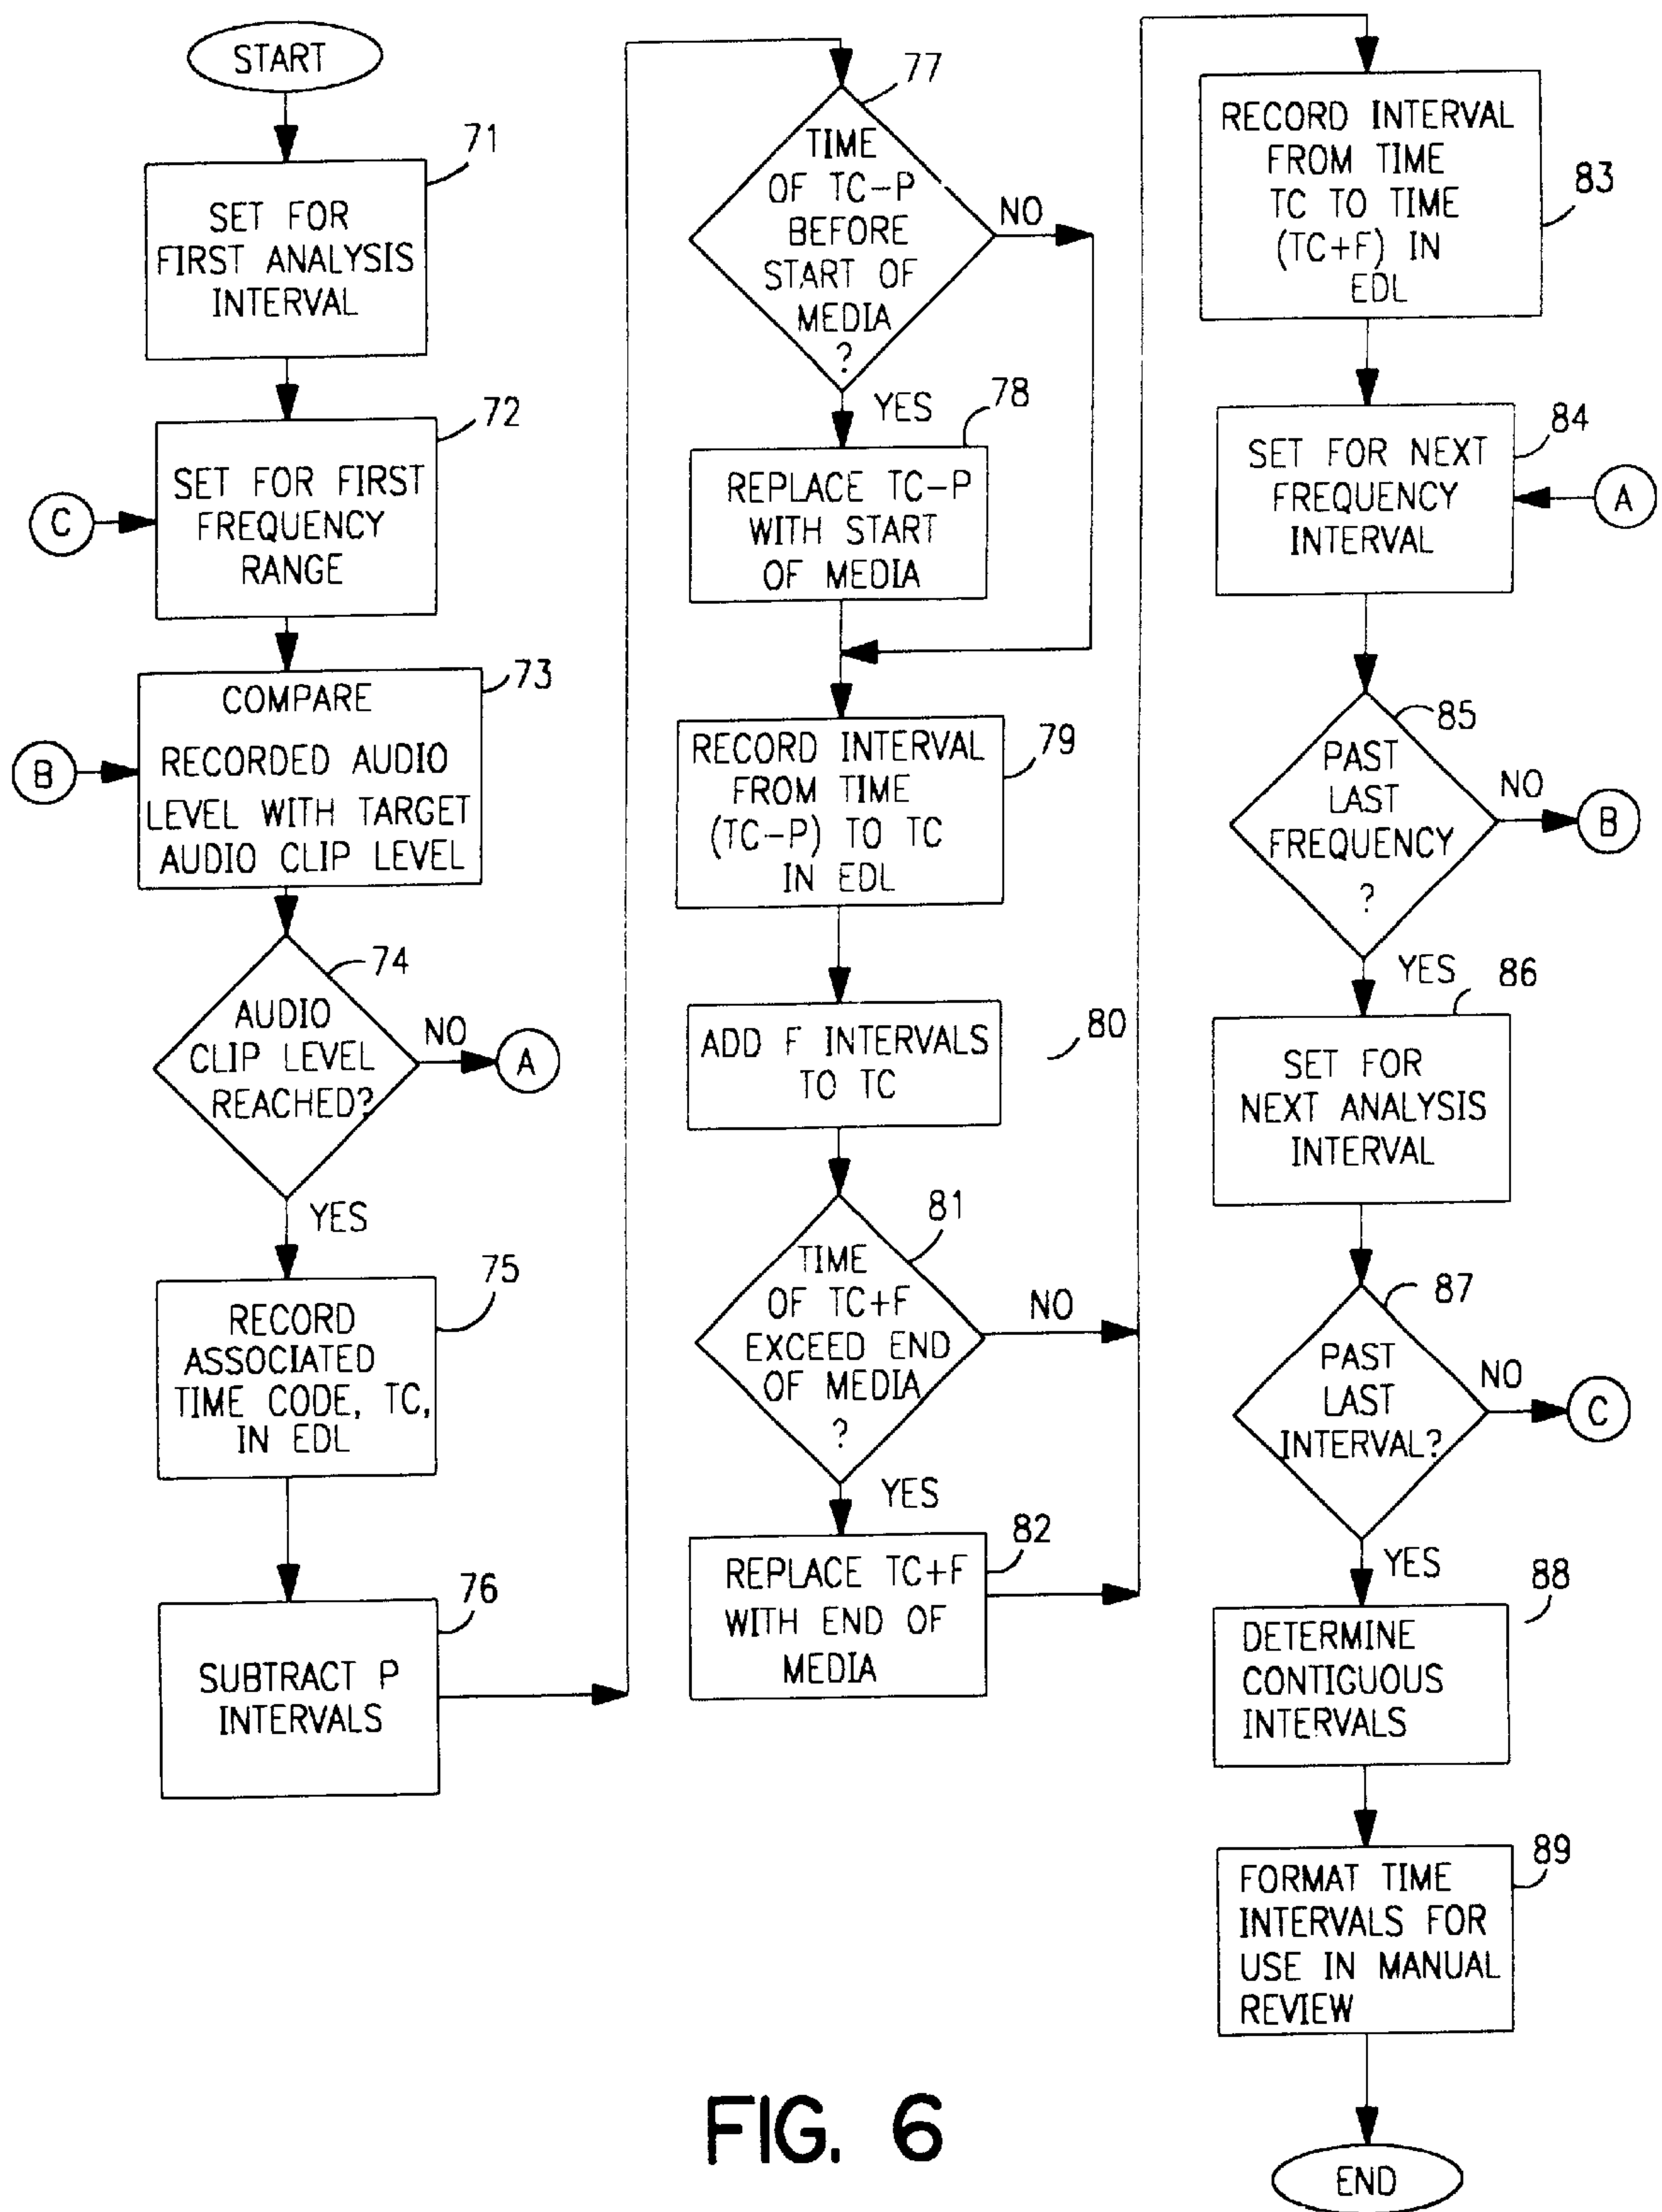 START
71
SET FOR
FIRST ANALYSIS
INTERVAL
72
C
SET FOR FIRST
FREQUENCY
RANGE
73
B
COMPARE
RECORDED AUDIO
LEVEL WITH TARGET
AUDIO CLIP LEVEL
74
AUDIO
CLIP LEVEL
REACHED?
NO
A
YES
75
RECORD
ASSOCIATED
TIME CODE, TC,
IN EDL
76
SUBTRACT P
INTERVALS
77
TIME
OF TC-P
BEFORE
START OF
MEDIA
?
NO
YES
78
REPLACE TC-P
WITH START
OF MEDIA
79
RECORD INTERVAL
FROM TIME
(TC-P) TO TC
IN EDL
80
ADD F INTERVALS
TO TC
81
TIME
OF TC+F
EXCEED END
OF MEDIA
?
NO
YES
82
REPLACE TC+F
WITH END OF
MEDIA
83
RECORD INTERVAL
FROM TIME
TC TO TIME
(TC+F) IN
EDL
84
SET FOR NEXT
FREQUENCY
INTERVAL
A
85
PAST
LAST
FREQUENCY
?
NO
B
YES
86
SET FOR
NEXT ANALYSIS
INTERVAL
87
PAST
LAST
INTERVAL?
NO
C
YES
88
DETERMINE
CONTIGUOUS
INTERVALS
89
FORMAT TIME
INTERVALS FOR
USE IN MANUAL
REVIEW
END
FIG. 6